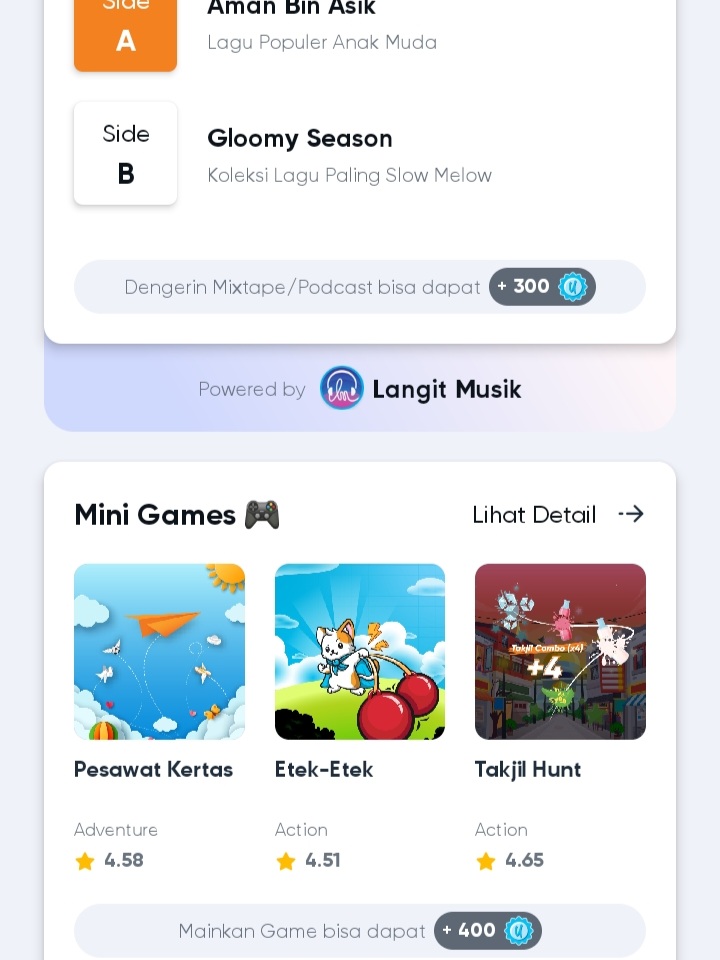 Side
A
Aman Bin Asik
Lagu Populer Anak Muda
Side
B
Gloomy Season
Koleksi Lagu Paling Slow Melow
Dengerin Mixtape/Podcast bisa dapat + 300
Powered by Langit Musik
Mini Games
Lihat Detail
Takjil Combo (x4)
+4
Pesawat Kertas
Etek-Etek
Takjil Hunt
Adventure
Action
Action
4.58
4.51
4.65
Mainkan Game bisa dapat + 400